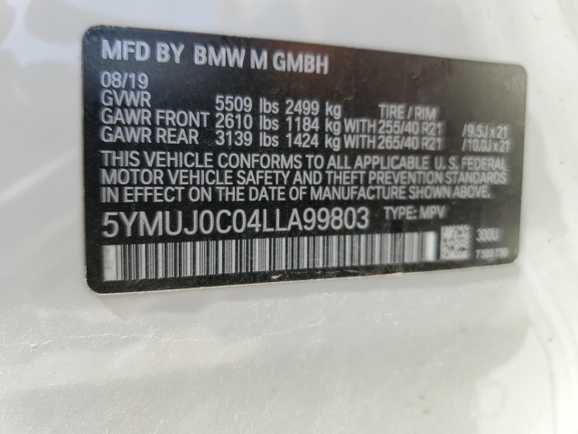 MFD BY BMW M GMBH
08/19
GVWR 5509 lbs 2499 kg TIRE / RIM
GAWR FRONT 2610 lbs 1184 kg WITH 255/40 R21 /9.5J x 21
GAWR REAR 3139 lbs 1424 kg WITH 265/40 R21 /10.0J x 21
THIS VEHICLE CONFORMS TO ALL APPLICABLE U. S. FEDERAL
MOTOR VEHICLE SAFETY AND THEFT PREVENTION STANDARDS
IN EFFECT ON THE DATE OF MANUFACTURE SHOWN ABOVE.
5YMUJ0C04LLA99803 TYPE: MPV
300U